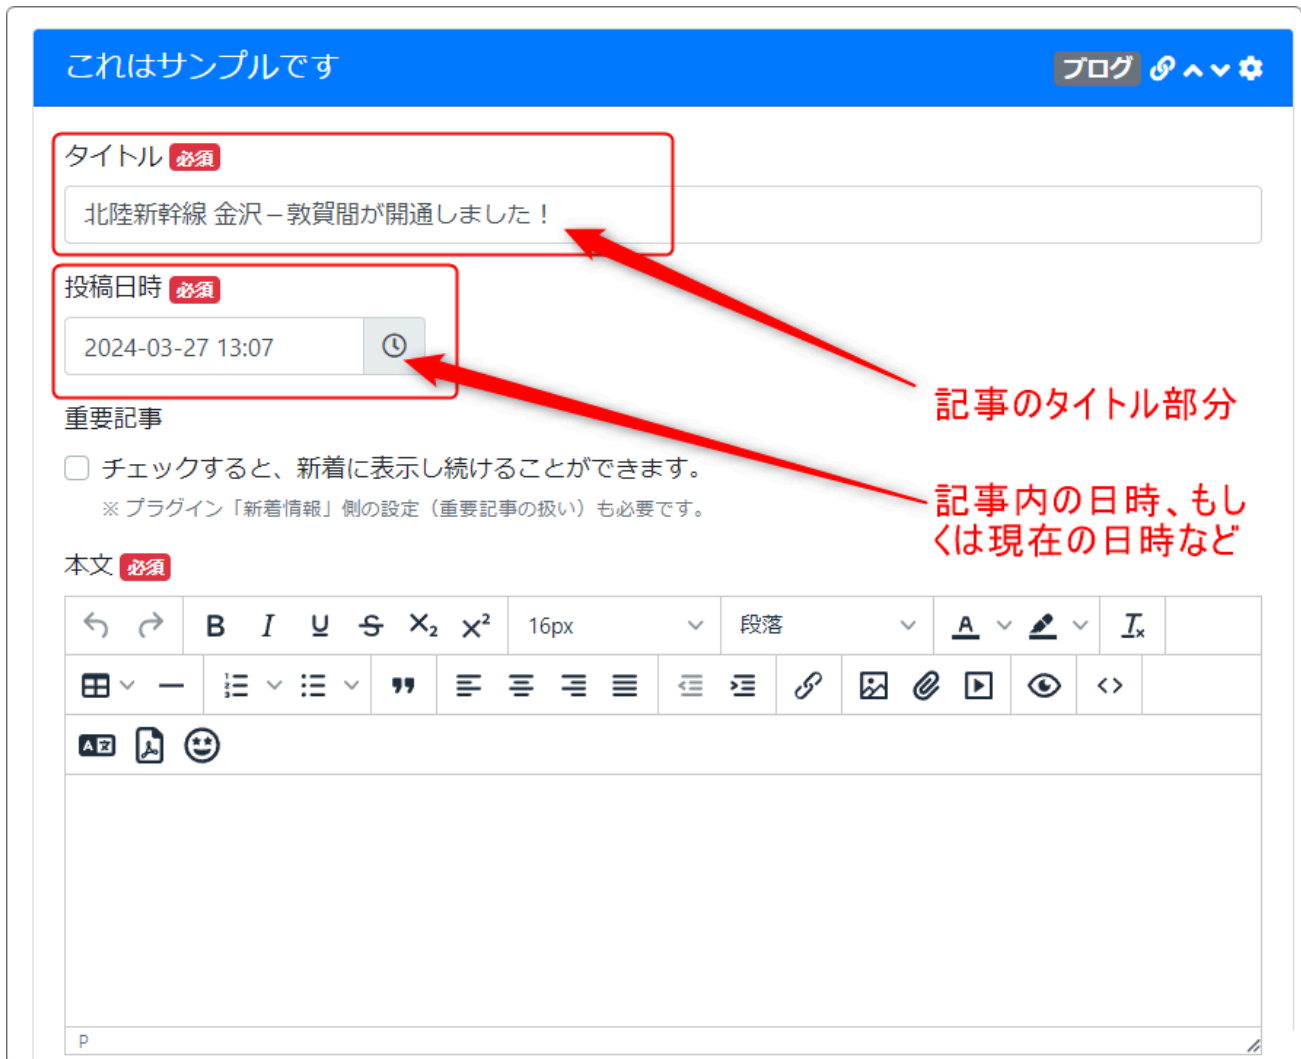 これはサンプルです
ブログ
タイトル 必須
北陸新幹線 金沢－敦賀間が開通しました！
投稿日時 必須
2024-03-27 13:07
記事のタイトル部分
重要記事
チェックすると、新着に表示し続けることができます。
※ プラグイン「新着情報」側の設定（重要記事の扱い）も必要です。
記事内の日時、もし
くは現在の日時など
本文 必須
16px
段落
P